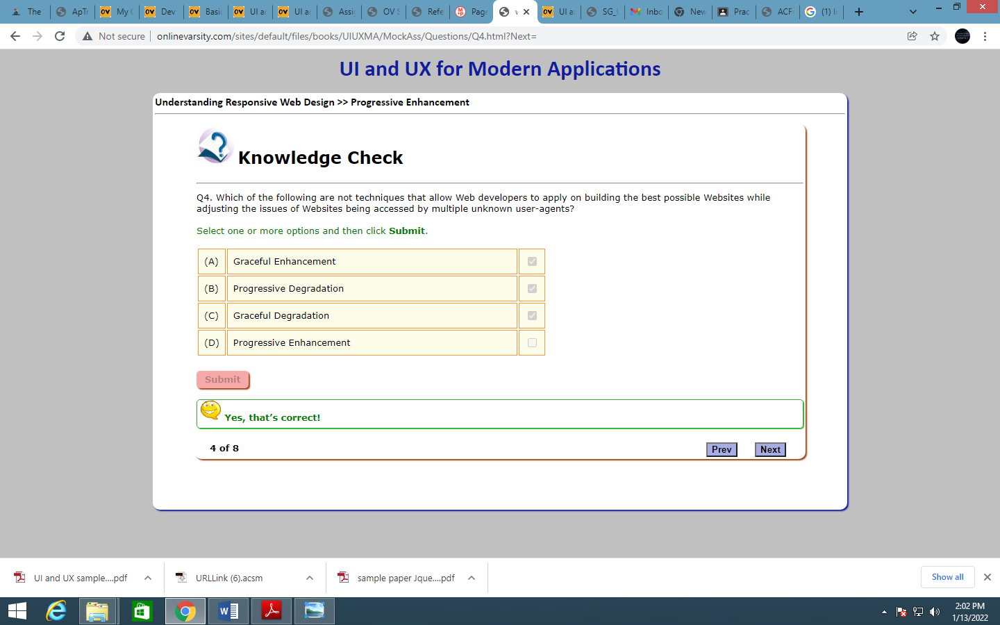 The
ApTr
My C
Dev
Basi
UI ar
UI ar
Assig
OV S
Refe
Page
UI ar
SG_U
Inbo
New
Prac
ACF
(1) I
Not secure
onlinevarsity.com/sites/default/files/books/UIUXMA/MockAss/Questions/Q4.html?Next=
UI and UX for Modern Applications
Understanding Responsive Web Design >> Progressive Enhancement
Knowledge Check
Q4. Which of the following are not techniques that allow Web developers to apply on building the best possible Websites while
adjusting the issues of Websites being accessed by multiple unknown user-agents?
Select one or more options and then click Submit.
(A) Graceful Enhancement
(B) Progressive Degradation
(C) Graceful Degradation
(D) Progressive Enhancement
Submit
Yes, that's correct!
4 of 8
Prev
Next
UI and UX sample....pdf
URLLink (6).acsm
sample paper Jque....pdf
Show all
2:02 PM
1/13/2022